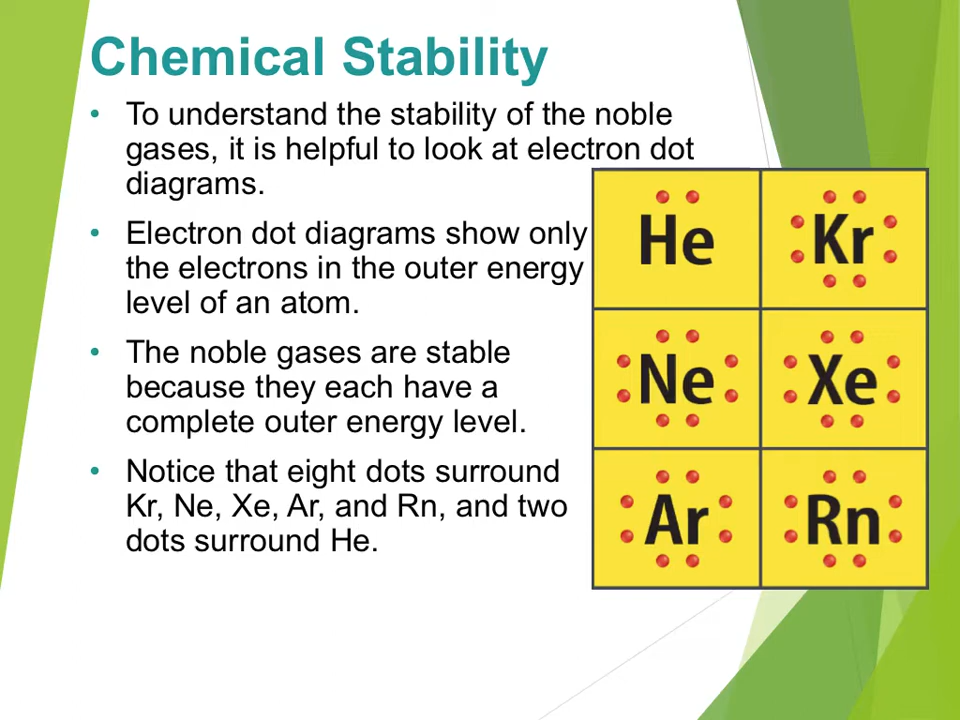 Chemical Stability
• To understand the stability of the noble
gases, it is helpful to look at electron dot
diagrams.
• Electron dot diagrams show only
the electrons in the outer energy
level of an atom.
• The noble gases are stable
because they each have a
complete outer energy level.
• Notice that eight dots surround
Kr, Ne, Xe, Ar, and Rn, and two
dots surround He.
He
Kr
Ne
Xe
Ar
Rn